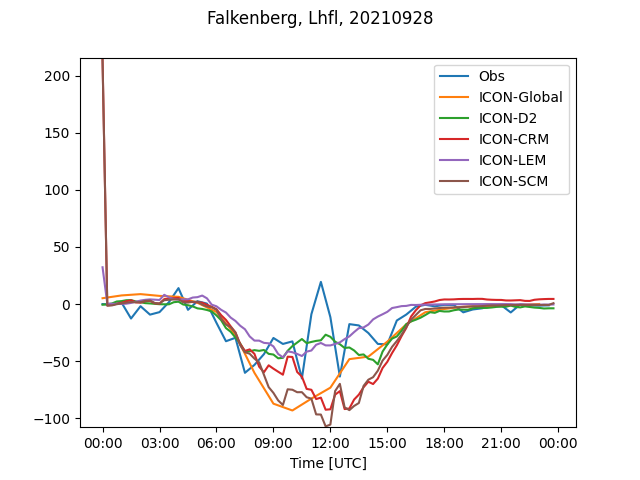 Falkenberg, Lhfl, 20210928
200
150
100
50
0
−50
−100
Obs
ICON-Global
ICON-D2
ICON-CRM
ICON-LEM
ICON-SCM
00:00 03:00 06:00 09:00 12:00 15:00 18:00 21:00 00:00
Time [UTC]